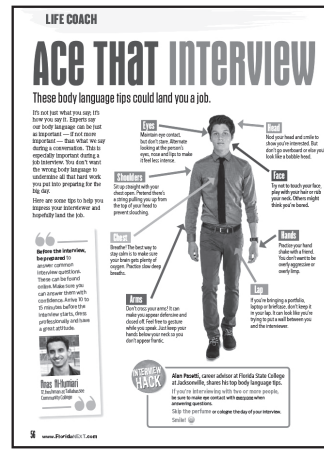 LIFE COACH
ACE THAT INTERVIEW
These body language tips could land you a job.
It's not just what you say, it's
how you say it. Experts say
our body language can be just
as important — if not more
important — than what we say
during a conversation. This is
especially important during a
job interview. You don't want
the wrong body language to
undermine all that hard work
you put into preparing for the
big day.
Here are some tips to help you
impress your interviewer and
hopefully land the job.
Eyes
Maintain eye contact,
but don't stare. Alternate
looking at the person's
eyes, nose and lips to make
it feel less intense.
Head
Nod your head and smile to
show you're interested. But
don't go overboard or else you'll
look like a bobble head.
Shoulders
Sit up straight with your
chest open. Pretend there's
a string pulling you up from
the top of your head to
prevent slouching.
Face
Try not to touch your face,
play with your hair or rub
your neck. Others might
think you're bored.
Chest
Breathe! The best way to
stay calm is to make sure
your brain gets plenty of
oxygen. Practice slow deep
breaths.
Hands
Practice your hand
shake with a friend.
You don't want to be
overly aggressive or
overly limp.
Arms
Don't cross your arms! It can
make you appear defensive and
closed off. Feel free to gesture
while you speak. Just keep your
hands below your neck so you
don't appear frantic.
Lap
If you're bringing a portfolio,
laptop or briefcase, don't keep it
in your lap. It can look like you're
trying to put a wall between you
and the interviewer.
Before the interview,
be prepared to
answer common
interview questions.
These can be found
online. Make sure you
can answer them with
confidence. Arrive 10 to
15 minutes before the
interview starts, dress
professionally and have
a great attitude.
Anas Al-Humiari
Community College
INTERVIEW
HACK
Alan Pasetti, career advisor at Florida State College
at Jacksonville, shares his top body language tips.
If you're interviewing with two or more people,
be sure to make eye contact with everyone when
answering questions.
Skip the perfume or cologne the day of your interview.
Smile!
56 www.FloridaNEXT.com